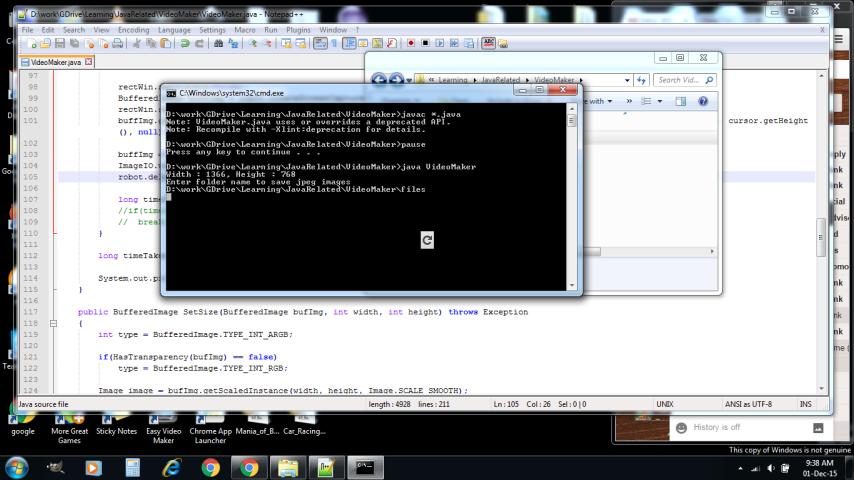 D:\work\GDrive\Learning\JavaRelated\VideoMaker\VideoMaker.java - Notepad++
File Edit Search View Encoding Language Settings Macro Run Plugins Window ? X
VideoMaker.java
« Learning ▸ JavaRelated ▸ VideoMaker ▸
Search Vid...
C:\Windows\system32\cmd.exe
D:\work\GDrive\Learning\JavaRelated\VideoMaker>javac *.java
Note: VideoMaker.java uses or overrides a deprecated API.
Note: Recompile with -Xlint:deprecation for details.
D:\work\GDrive\Learning\JavaRelated\VideoMaker>pause
Press any key to continue . . .
D:\work\GDrive\Learning\JavaRelated\VideoMaker>java VideoMaker
Width : 1366, Height : 768
Enter folder name to save jpeg images
D:\work\GDrive\Learning\JavaRelated\VideoMaker\files
97
98 rectWin.
99 Buffered
100 rectWin.
101 bufImg. cursor.getHeight
(), null
102
103 bufImg =
104 ImageIO.
105 robot.de
106
107 long tim
108 //if(time
109 // break
110 }
111
112 long timeTake
113
114 System.out.p
115 }
116
117 public BufferedImage SetSize(BufferedImage bufImg, int width, int height) throws Exception
118 {
119 int type = BufferedImage.TYPE_INT_ARGB;
120
121 if(HasTransparency(bufImg) == false)
122 type = BufferedImage.TYPE_INT_RGB;
123
124 Image image = bufImg.getScaledInstance(width, height, Image.SCALE_SMOOTH);
Java source file length : 4928 lines : 211 Ln : 105 Col : 26 Sel : 0 | 0 UNIX ANSI as UTF-8 INS
google
More Great Games
Sticky Notes
Easy Video Maker
Chrome App Launcher
Mania_of_B...
Car_Racing...
History is off
This copy of Windows is not genuine
9:38 AM
01-Dec-15